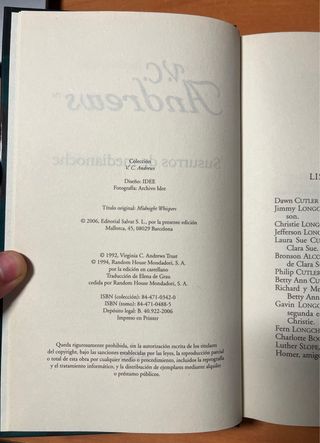 Colección
V. C. Andrews
Diseño: IDEE
Fotografía: Archivo Idee
Título original: Midnight Whispers
© 2006, Editorial Salvat S. L., por la presente edición
Mallorca, 45, 08029 Barcelona
© 1992, Virginia C. Andrews Trust
© 1994, Random House Mondadori, S. A.
por la edición en castellano
Traducción de Elena de Grau
cedida por Random House Mondadori, S. A.
ISBN (colección): 84-471-0342-0
ISBN (tomo): 84-471-0488-5
Depósito legal: B. 40.922-2006
Impreso en Printer
Queda rigurosamente prohibida, sin la autorización escrita de los titulares
del copyright, bajo las sanciones establecidas por las leyes, la reproducción parcial
o total de esta obra por cualquier medio o procedimiento, incluidos la reprografía
y el tratamiento informático, y la distribución de ejemplares mediante alquiler
o préstamo públicos.
V.C.
Andrews
Susurros de medianoche
Dawn CUTLER
Jimmy LONGC
son.
Christie LONG
Jefferson LONG
Laura Sue CU
Clara Sue.
Bronson ALCO
de Clara S
Philip CUTLER
Betty Ann CU
Richard y Me
Betty Ann
Gavin LONGC
segunda e
Christie.
Fern LONGCH
Charlotte BOO
Luther SLOPE,
Homer, amigo